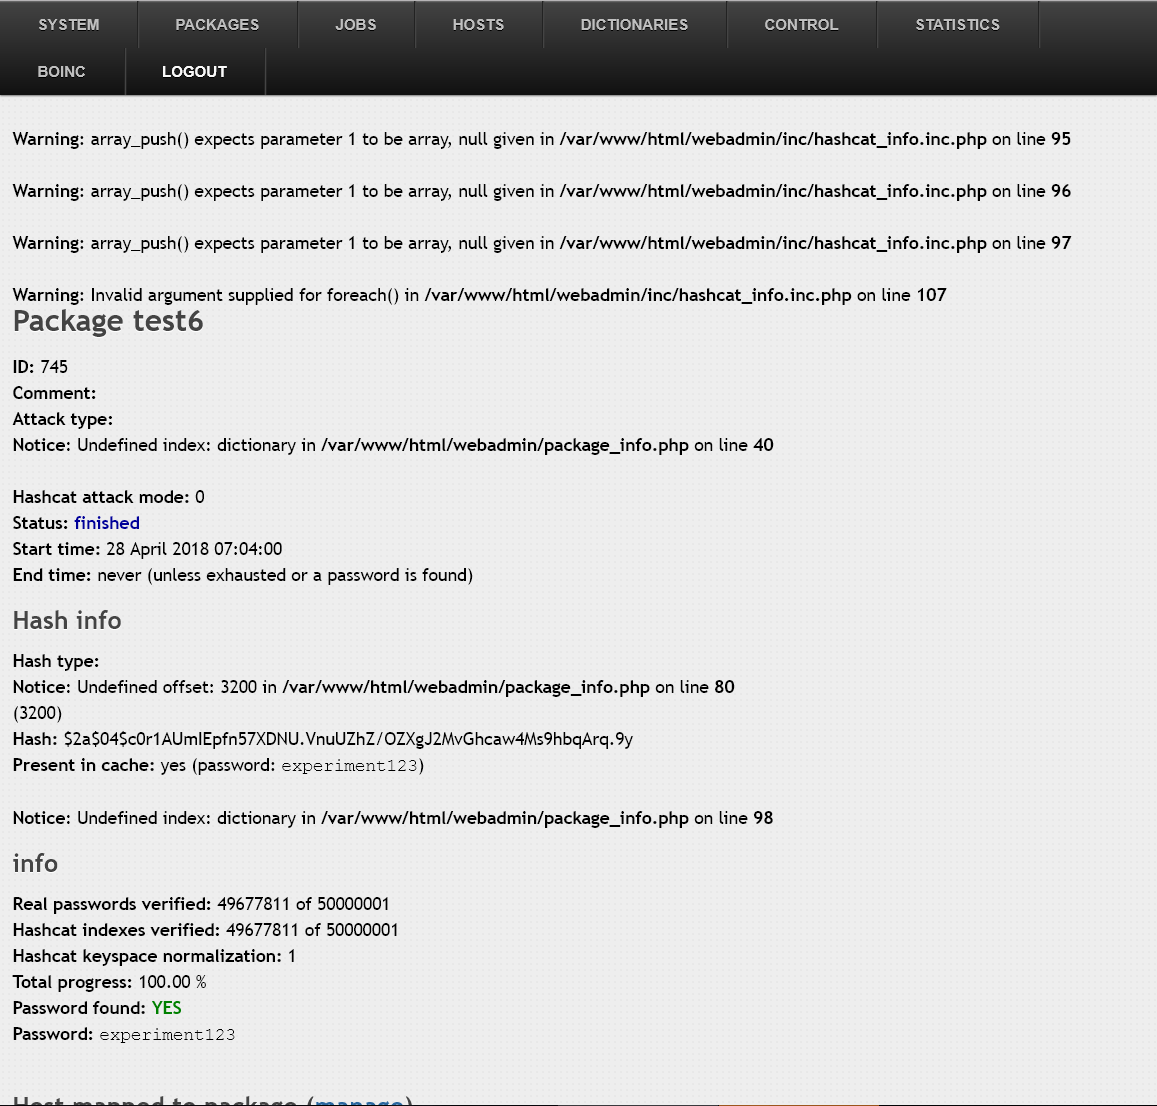 SYSTEM PACKAGES JOBS HOSTS DICTIONARIES CONTROL STATISTICS
BOINC LOGOUT
Warning: array_push() expects parameter 1 to be array, null given in /var/www/html/webadmin/inc/hashcat_info.inc.php on line 95
Warning: array_push() expects parameter 1 to be array, null given in /var/www/html/webadmin/inc/hashcat_info.inc.php on line 96
Warning: array_push() expects parameter 1 to be array, null given in /var/www/html/webadmin/inc/hashcat_info.inc.php on line 97
Warning: Invalid argument supplied for foreach() in /var/www/html/webadmin/inc/hashcat_info.inc.php on line 107
Package test6
ID: 745
Comment:
Attack type:
Notice: Undefined index: dictionary in /var/www/html/webadmin/package_info.php on line 40
Hashcat attack mode: 0
Status: finished
Start time: 28 April 2018 07:04:00
End time: never (unless exhausted or a password is found)
Hash info
Hash type:
Notice: Undefined offset: 3200 in /var/www/html/webadmin/package_info.php on line 80
(3200)
Hash: $2a$04$c0r1AUmIEpfn57XDNU.VnuUZhZ/OZXgJ2MvGhcaw4Ms9hbqArq.9y
Present in cache: yes (password: experiment123)
Notice: Undefined index: dictionary in /var/www/html/webadmin/package_info.php on line 98
info
Real passwords verified: 49677811 of 50000001
Hashcat indexes verified: 49677811 of 50000001
Hashcat keyspace normalization: 1
Total progress: 100.00 %
Password found: YES
Password: experiment123
Host mapped to package (manage)